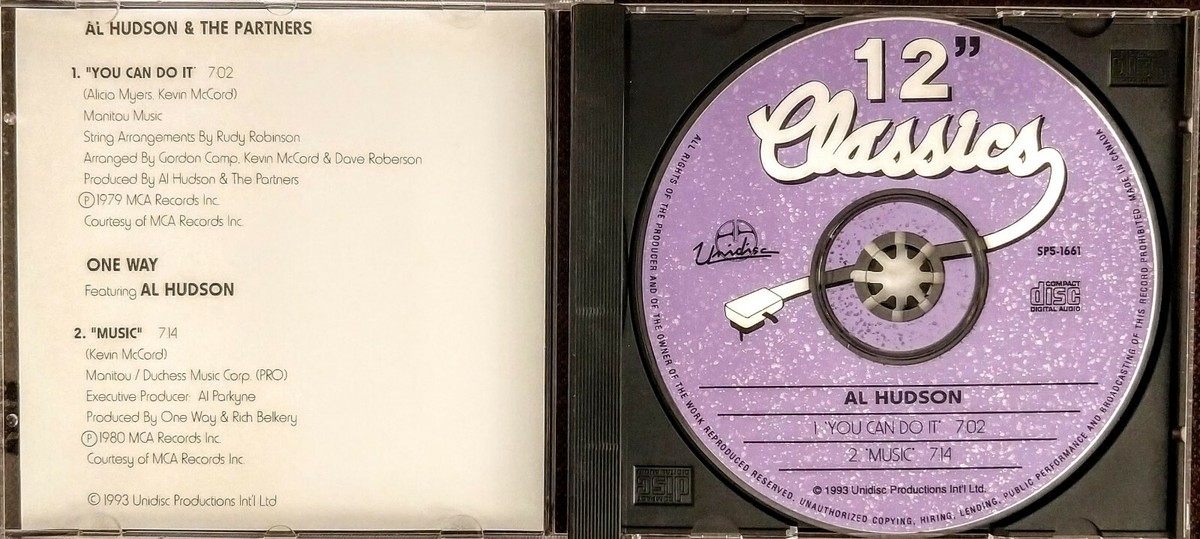 AL HUDSON & THE PARTNERS
1. "YOU CAN DO IT" 7:02
(Alicia Myers, Kevin McCord)
Manitou Music
String Arrangements By Rudy Robinson
Arranged By Gordon Camp, Kevin McCord & Dave Roberson
Produced By Al Hudson & The Partners
Ⓟ1979 MCA Records Inc.
Courtesy of MCA Records Inc.
ONE WAY
Featuring AL HUDSON
2. "MUSIC" 7:14
(Kevin McCord)
Manitou / Duchess Music Corp. (PRO)
Executive Producer: Al Parkyne
Produced By One Way & Rich Belkery
Ⓟ1980 MCA Records Inc.
Courtesy of MCA Records Inc.
© 1993 Unidisc Productions Int'l Ltd
12"
Classics
Unidisc
SPS-1661
COMPACT
disc
DIGITAL AUDIO
AL HUDSON
1. "YOU CAN DO IT" 7:02
2. "MUSIC" 7:14
© 1993 Unidisc Productions Int'l Ltd.
ALL RIGHTS OF THE PRODUCER AND OF THE OWNER OF THE WORK REPRODUCED RESERVED. UNAUTHORIZED COPYING, HIRING, LENDING, PUBLIC PERFORMANCE AND BROADCASTING OF THIS RECORD PROHIBITED. MADE IN CANADA
disc
disc